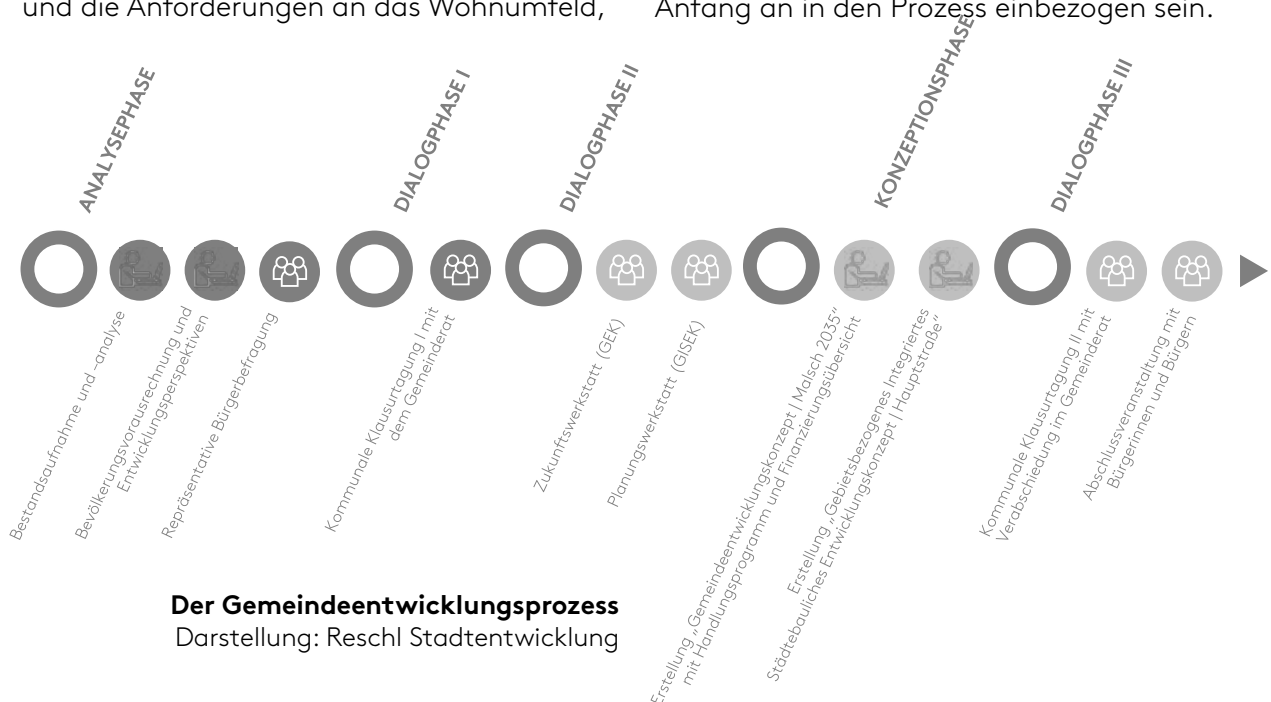 und die Anforderungen an das Wohnumfeld,
Anfang an in den Prozess einbezogen sein.
ANALYSEPHASE
DIALOGPHASE I
DIALOGPHASE II
KONZEPTIONSPHASE
DIALOGPHASE III
Bestandsaufnahme und -analyse
Bevölkerungsvorausrechnung und
Entwicklungsperspektiven
Repräsentative Bürgerbefragung
Kommunale Klausurtagung I mit
dem Gemeinderat
Zukunftswerkstatt (GEK)
Planungswerkstatt (GISEK)
Erstellung „Gemeindeentwicklungskonzept | Malsch 2035“
mit Handlungsprogramm und Finanzierungsübersicht
Erstellung „Gebietsbezogenes Integriertes
Städtebauliches Entwicklungskonzept | Hauptstraße“
Kommunale Klausurtagung II mit
Verabschiedung im Gemeinderat
Abschlussveranstaltung mit
Bürgerinnen und Bürgern
Der Gemeindeentwicklungsprozess
Darstellung: Reschl Stadtentwicklung